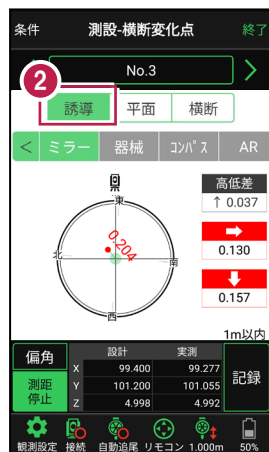 条件 測設-横断変化点 終了
< No.3 >
2
誘導 平面 横断
< ミラー 器械 コンパス AR
東
北
南
西
0.204
高低差
↑ 0.037
0.130
0.157
1m以内
偏角
測距
停止
設計 実測
X 99.400 99.277
Y 101.200 101.055
Z 4.998 4.992
記録
観測設定 接続 自動追尾 リモコン 1.000m 50%